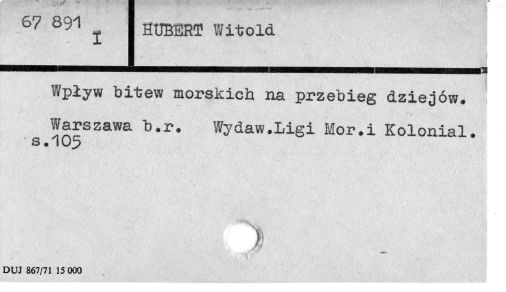 67 891
I
HUBERT Witold
Wpływ bitew morskich na przebieg dziejów.
Warszawa b.r. Wydaw.Ligi Mor.i Kolonial.
s.105
DUJ 867/71 15 000